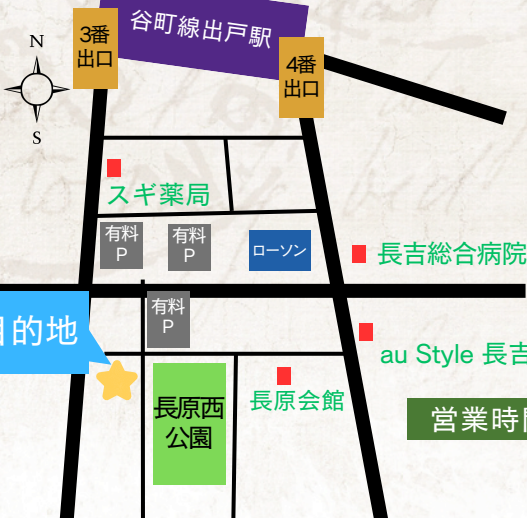 谷町線出戸駅
3番
出口
4番
出口
N
S
スギ薬局
有料
P
有料
P
ローソン
長吉総合病院
有料
P
目的地
au Style 長吉
長原西
公園
長原会館
営業時間